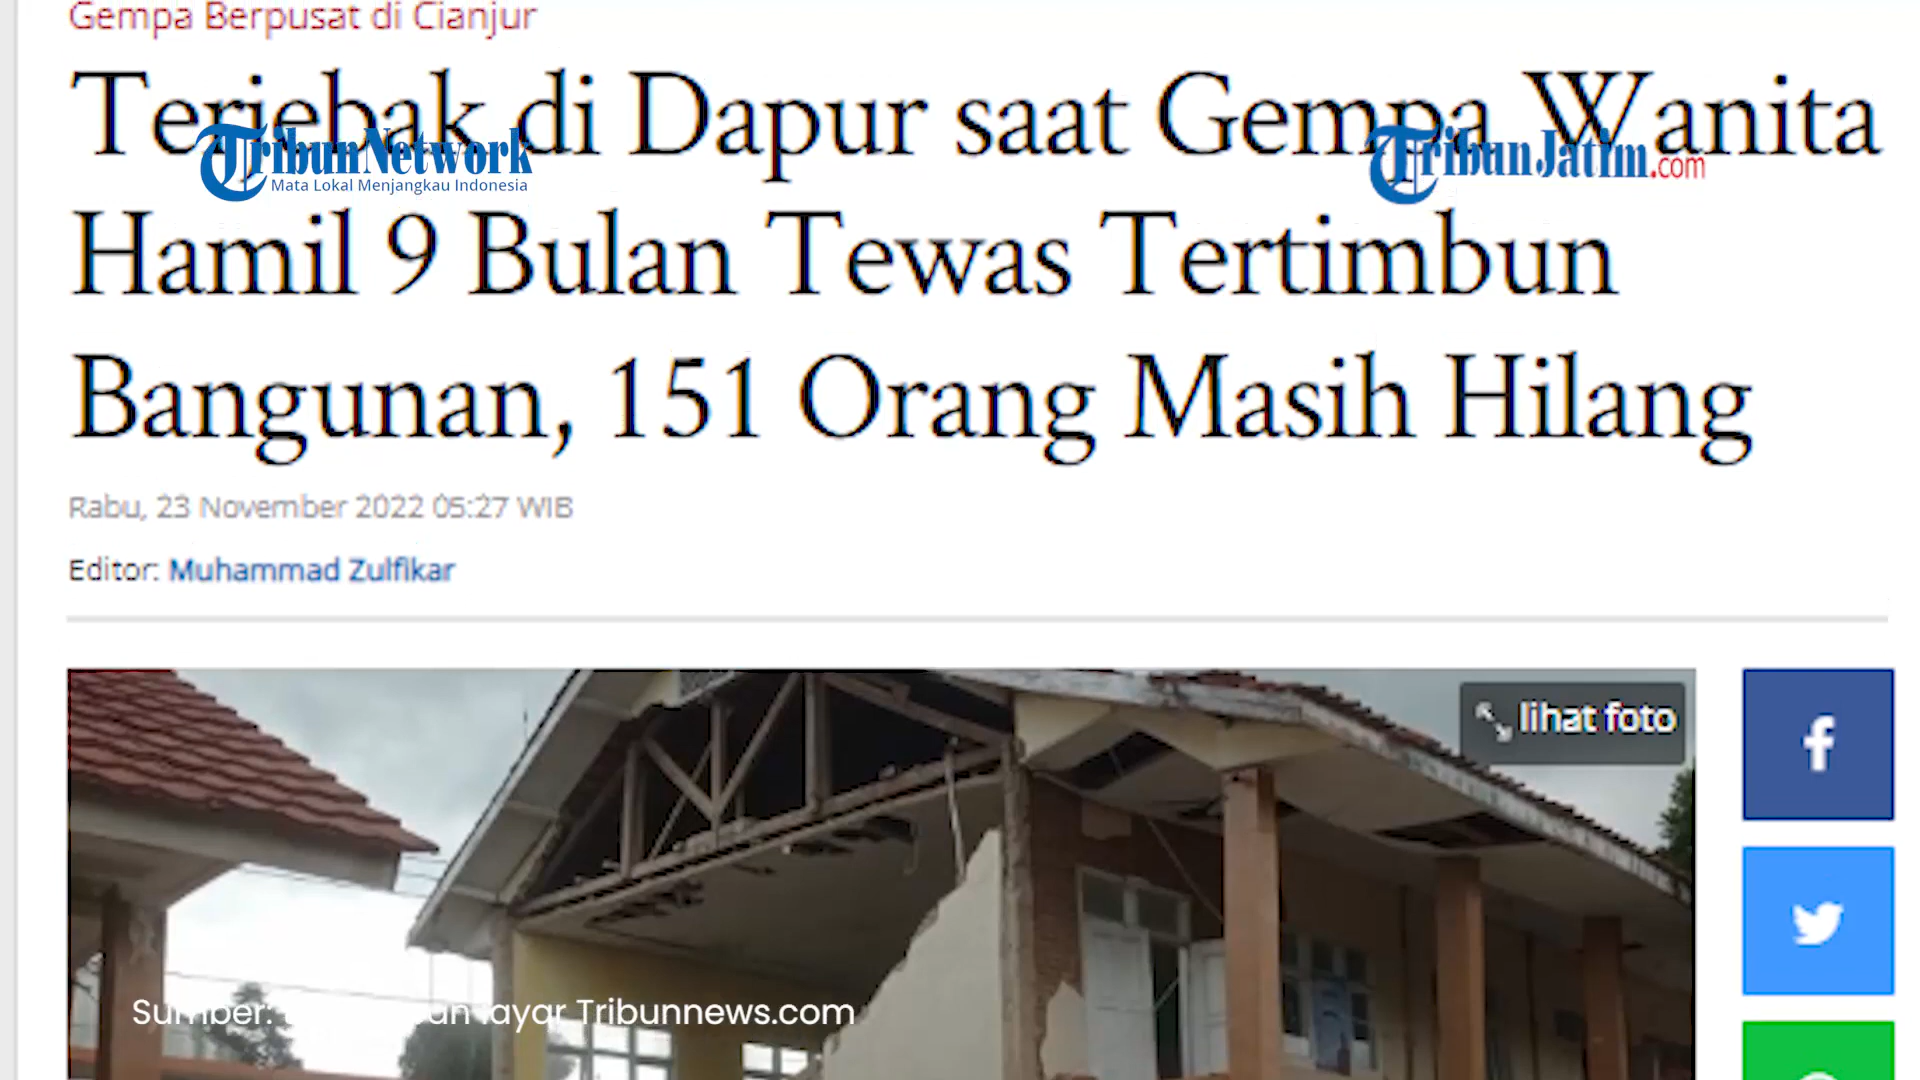 Gempa Berpusat di Cianjur
Terjebak di Dapur saat Gempa Wanita
TribunNetwork
Mata Lokal Menjangkau Indonesia
TribunJatim.com
Hamil 9 Bulan Tewas Tertimbun
Bangunan, 151 Orang Masih Hilang
Rabu, 23 November 2022 05:27 WIB
Editor: Muhammad Zulfikar
lihat foto
Sumber: layar Tribunnews.com